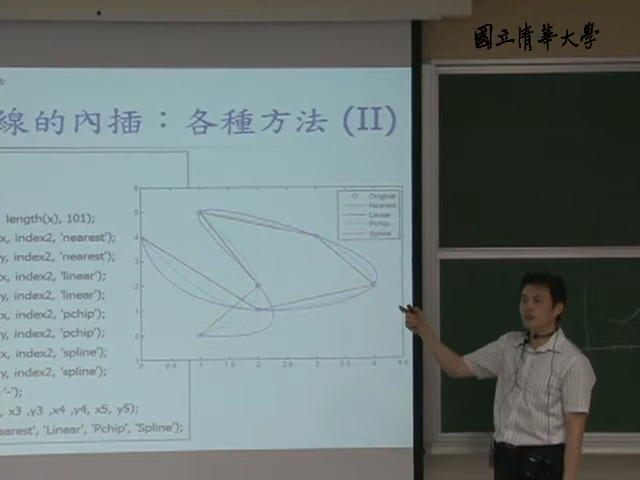 國立清華大學
線的內插：各種方法 (II)
length(x), 101);
x, index2, 'nearest');
y, index2, 'nearest');
x, index2, 'linear');
y, index2, 'linear');
x, index2, 'pchip');
y, index2, 'pchip');
x, index2, 'spline');
y, index2, 'spline');
'-');
, x3 ,y3 ,x4 ,y4, x5, y5);
earest', 'Linear', 'Pchip', 'Spline');
Original
Nearest
Linear
Pchip
Spline
6
5
4
3
2
1
0
-1
0 0.5 1 1.5 2 2.5 3 3.5 4 4.5